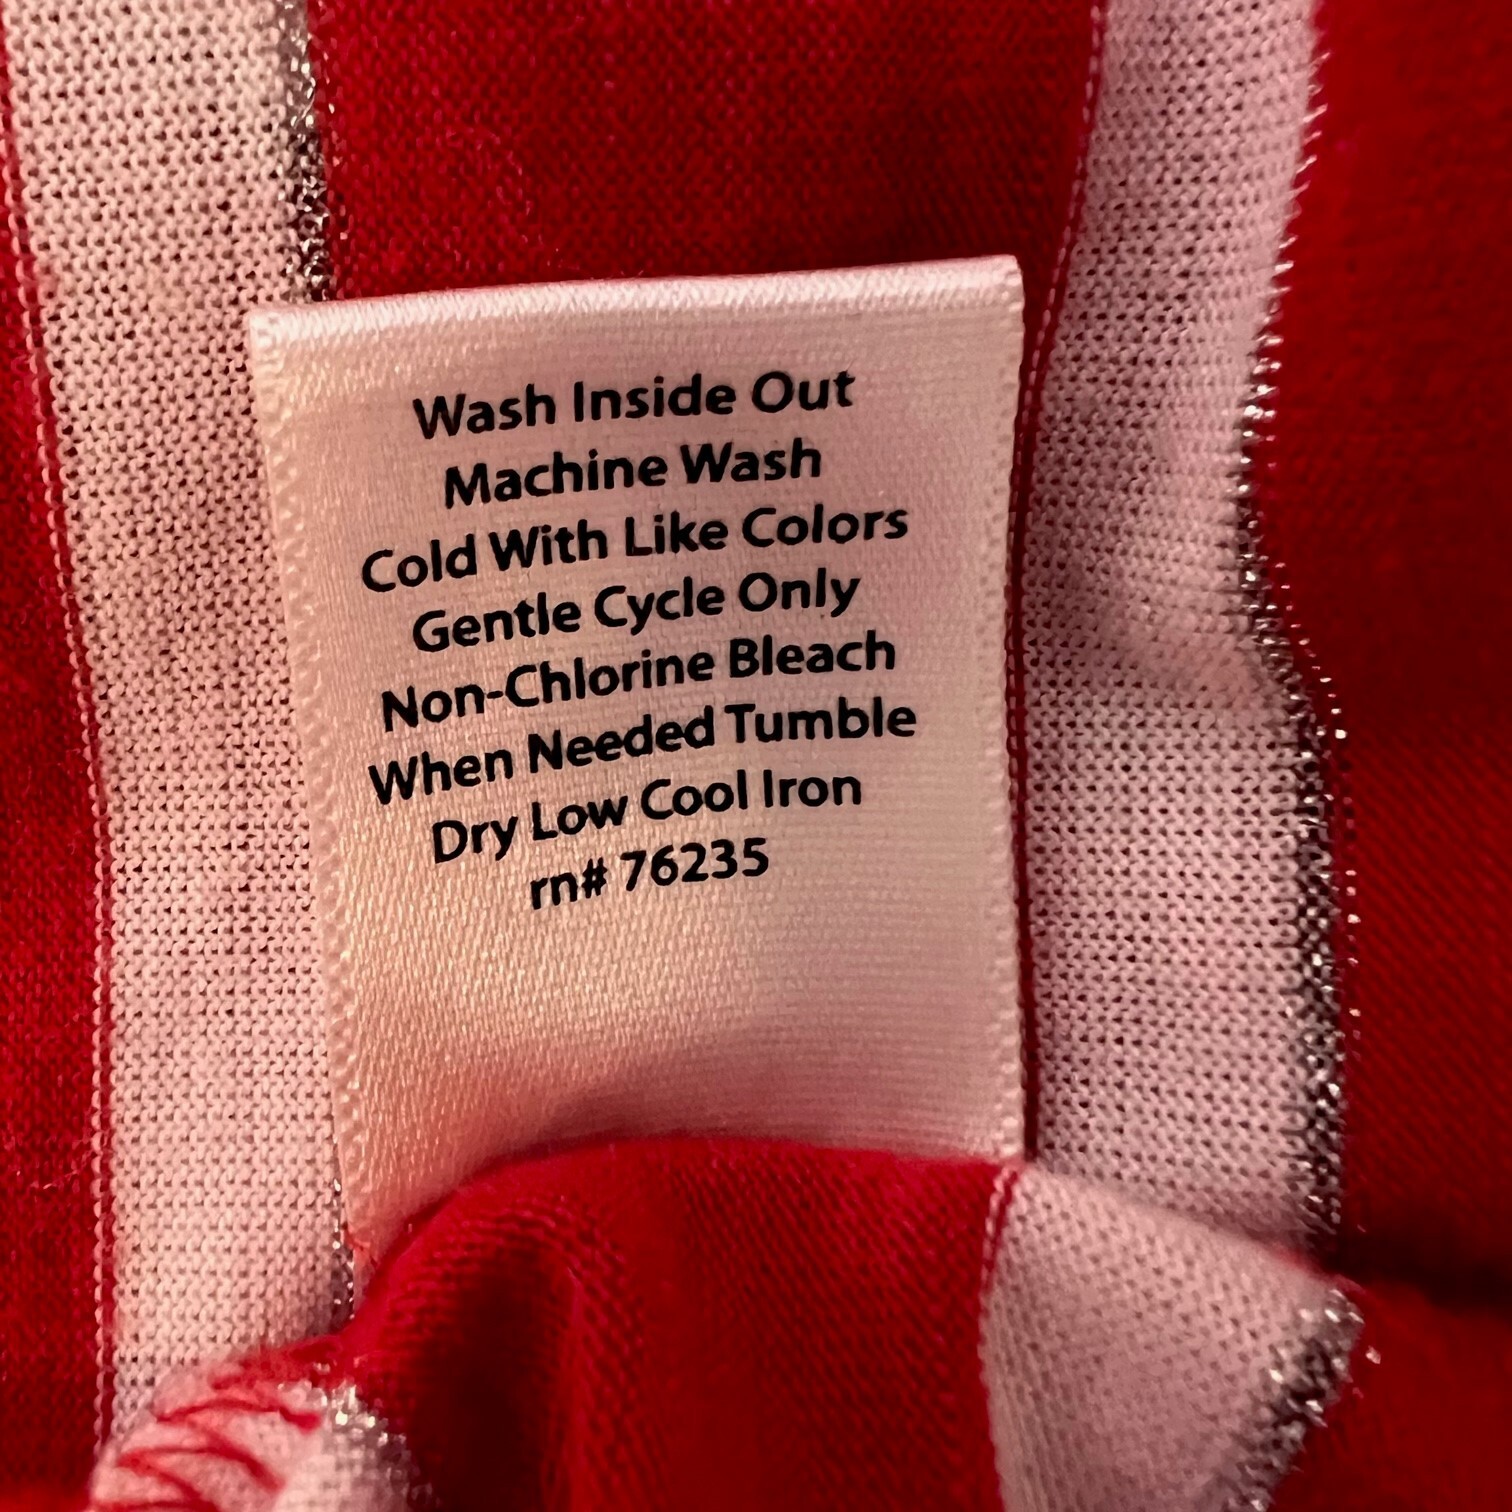 Wash Inside Out
Machine Wash
Cold With Like Colors
Gentle Cycle Only
Non-Chlorine Bleach
When Needed Tumble
Dry Low Cool Iron
rn# 76235